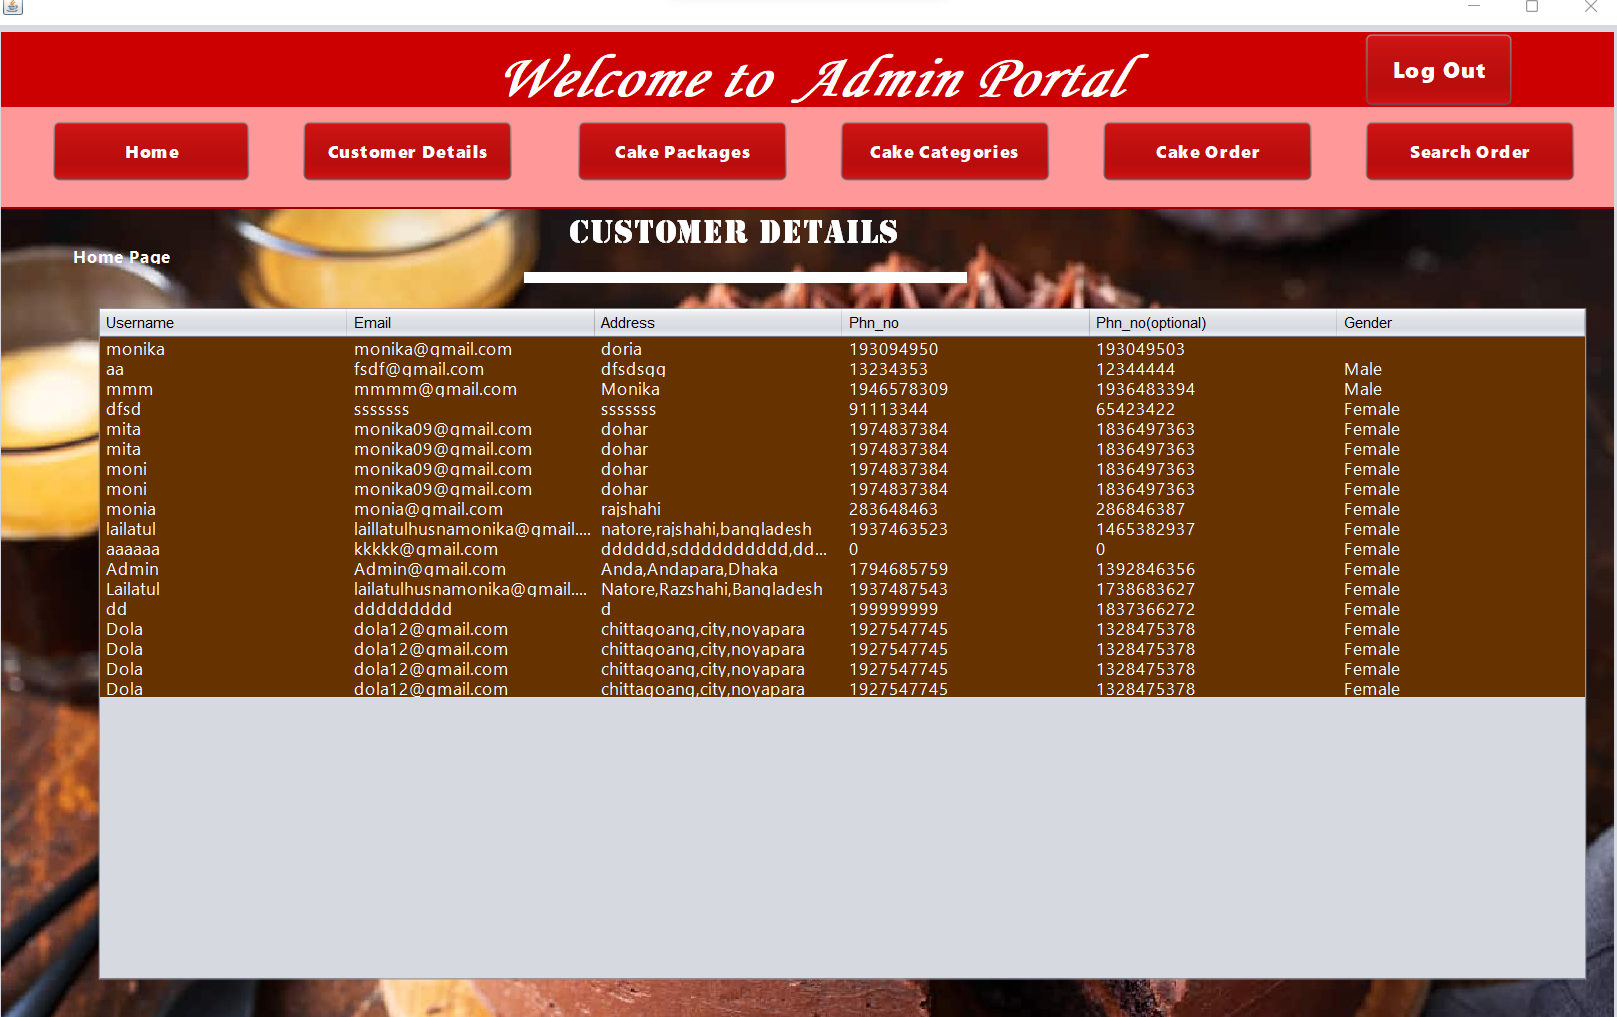 Welcome to Admin Portal
Log Out
Home Customer Details Cake Packages Cake Categories Cake Order Search Order
CUSTOMER DETAILS
Home Page
Username Email Address Phn_no Phn_no(optional) Gender
monika monika@gmail.com doria 193094950 193049503
aa fsdf@gmail.com dfsdsgg 13234353 12344444 Male
mmm mmmm@gmail.com Monika 1946578309 1936483394 Male
dfsd sssssss sssssss 91113344 65423422 Female
mita monika09@gmail.com dohar 1974837384 1836497363 Female
mita monika09@gmail.com dohar 1974837384 1836497363 Female
moni monika09@gmail.com dohar 1974837384 1836497363 Female
moni monika09@gmail.com dohar 1974837384 1836497363 Female
monia monia@gmail.com rajshahi 283648463 286846387 Female
lailatul laillatulhusnamonika@gmail.... natore,rajshahi,bangladesh 1937463523 1465382937 Female
aaaaaa kkkkk@gmail.com dddddd,sdddddddddd,dd... 0 0 Female
Admin Admin@gmail.com Anda,Andapara,Dhaka 1794685759 1392846356 Female
Lailatul lailatulhusnamonika@gmail.... Natore,Razshahi,Bangladesh 1937487543 1738683627 Female
dd ddddddddd d 199999999 1837366272 Female
Dola dola12@gmail.com chittagoang,city,noyapara 1927547745 1328475378 Female
Dola dola12@gmail.com chittagoang,city,noyapara 1927547745 1328475378 Female
Dola dola12@gmail.com chittagoang,city,noyapara 1927547745 1328475378 Female
Dola dola12@gmail.com chittagoang,city,noyapara 1927547745 1328475378 Female